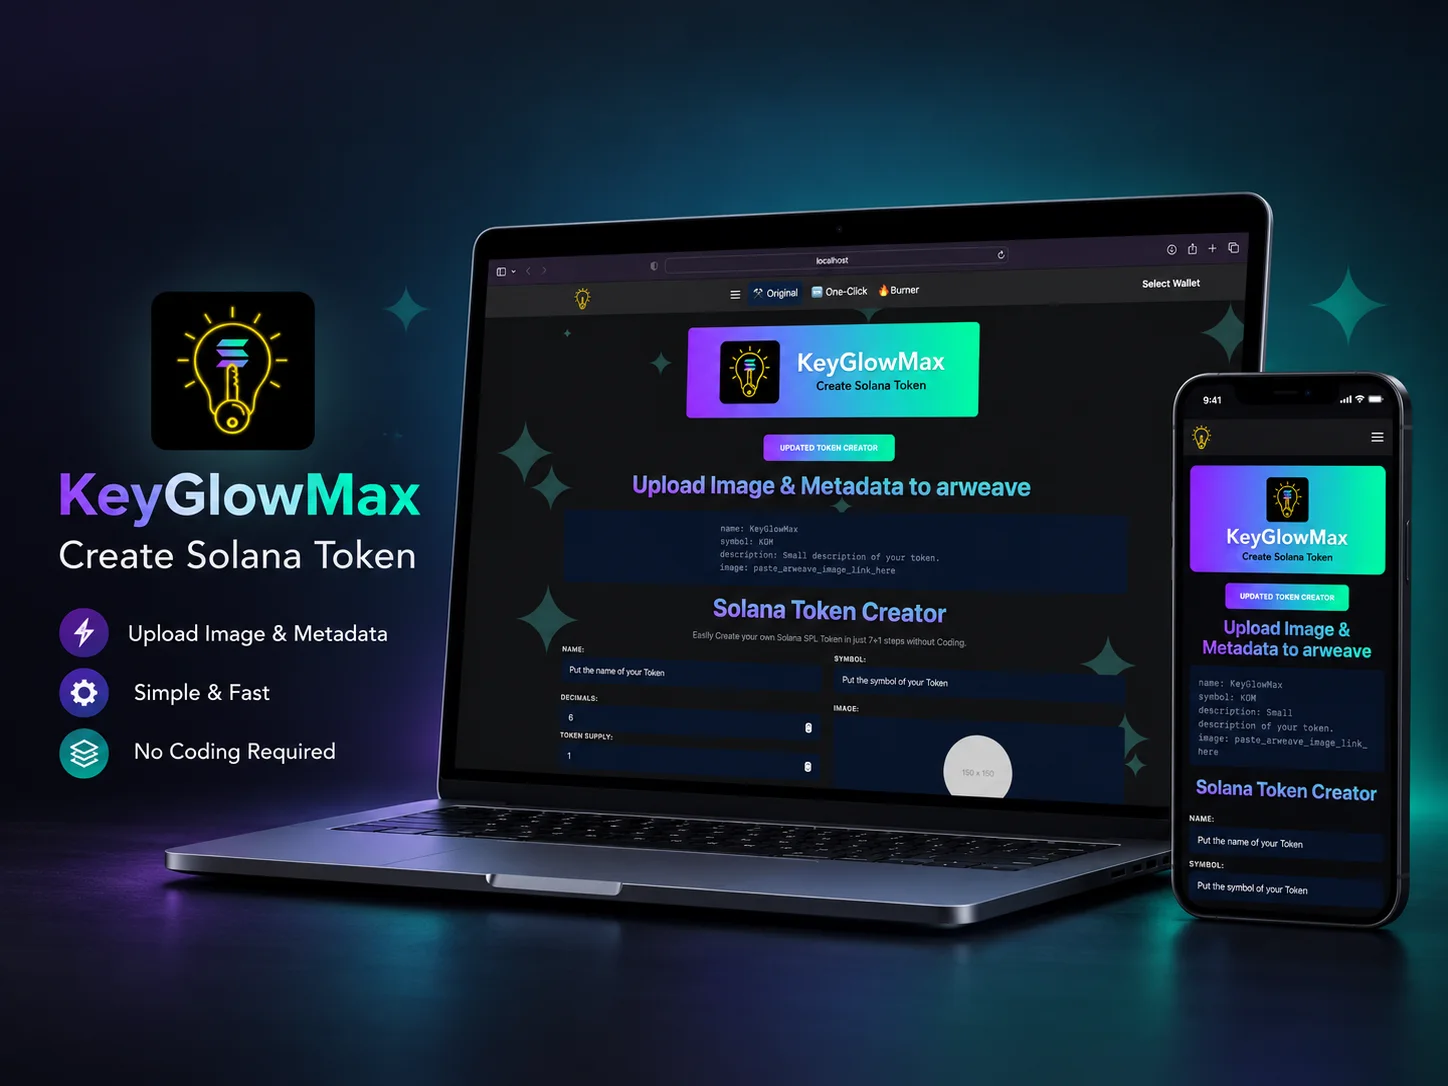 KeyGlowMax
Create Solana Token
Upload Image & Metadata
Simple & Fast
No Coding Required
localhost
Original
One-Click
Burner
Select Wallet
KeyGlowMax
Create Solana Token
UPDATED TOKEN CREATOR
Upload Image & Metadata to arweave
name: KeyGlowMax
symbol: KGM
description: Small description of your token.
image: paste_arweave_image_link_here
Solana Token Creator
Easily Create your own Solana SPL Token in just 7+1 steps without Coding.
NAME:
Put the name of your Token
SYMBOL:
Put the symbol of your Token
DECIMALS:
6
IMAGE:
TOKEN SUPPLY:
1
150 x 150
9:41
KeyGlowMax
Create Solana Token
UPDATED TOKEN CREATOR
Upload Image &
Metadata to arweave
name: KeyGlowMax
symbol: KGM
description: Small
description of your token.
image: paste_arweave_image_link_
here
Solana Token Creator
NAME:
Put the name of your Token
SYMBOL:
Put the symbol of your Token